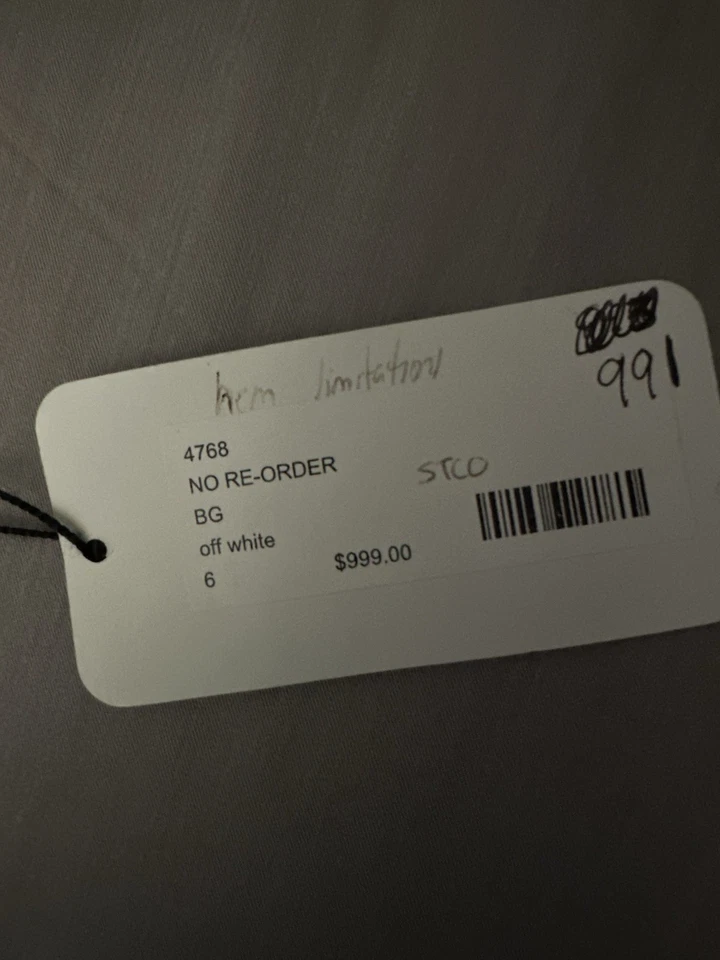 hem limitation
991
4768
NO RE-ORDER
STCO
BG
off white
6
$999.00